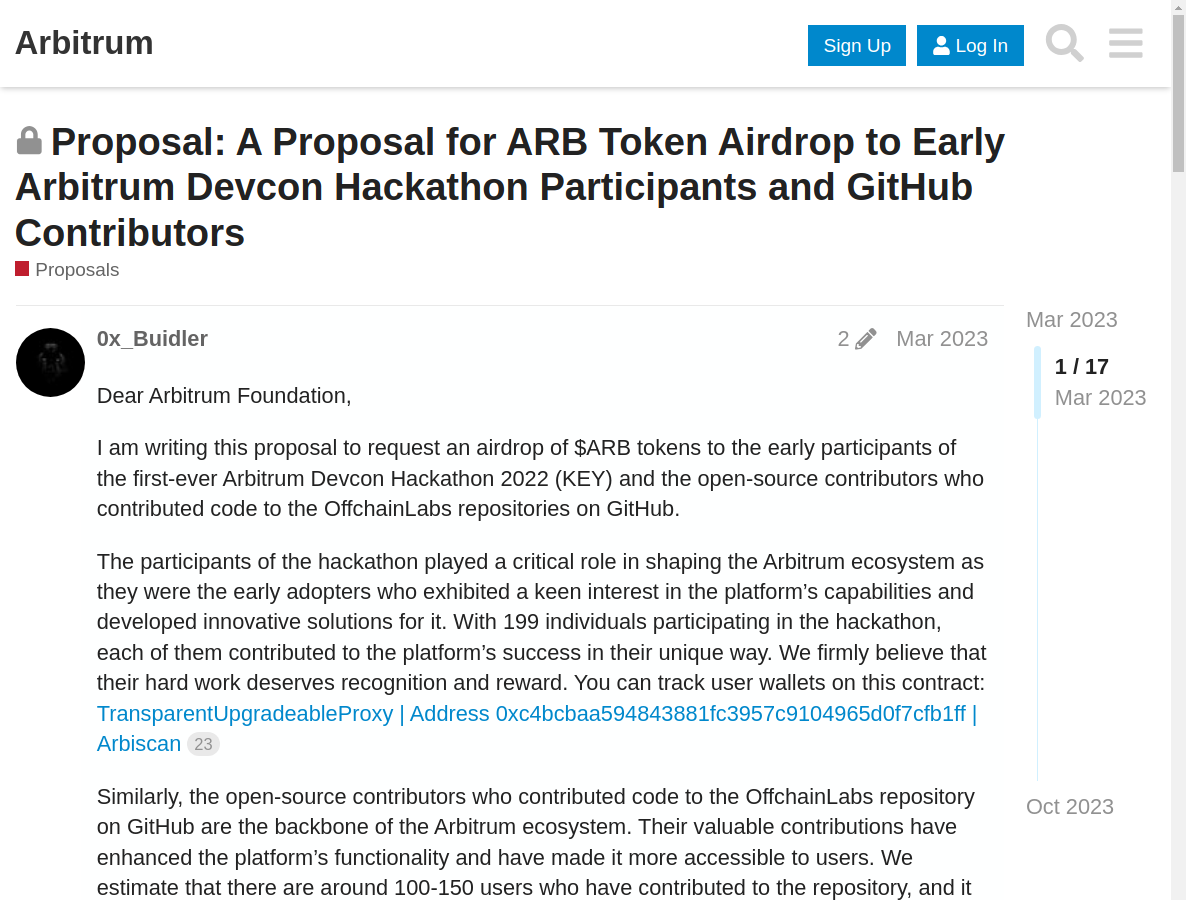 Arbitrum
Sign Up
Log In
Proposal: A Proposal for ARB Token Airdrop to Early
Arbitrum Devcon Hackathon Participants and GitHub
Contributors
Proposals
0x_Buidler
2
Mar 2023
Dear Arbitrum Foundation,
I am writing this proposal to request an airdrop of $ARB tokens to the early participants of
the first-ever Arbitrum Devcon Hackathon 2022 (KEY) and the open-source contributors who
contributed code to the OffchainLabs repositories on GitHub.
The participants of the hackathon played a critical role in shaping the Arbitrum ecosystem as
they were the early adopters who exhibited a keen interest in the platform’s capabilities and
developed innovative solutions for it. With 199 individuals participating in the hackathon,
each of them contributed to the platform’s success in their unique way. We firmly believe that
their hard work deserves recognition and reward. You can track user wallets on this contract:
TransparentUpgradeableProxy | Address 0xc4bcbaa594843881fc3957c9104965d0f7cfb1ff |
Arbiscan 23
Similarly, the open-source contributors who contributed code to the OffchainLabs repository
on GitHub are the backbone of the Arbitrum ecosystem. Their valuable contributions have
enhanced the platform’s functionality and have made it more accessible to users. We
estimate that there are around 100-150 users who have contributed to the repository, and it
Mar 2023
1 / 17
Mar 2023
Oct 2023